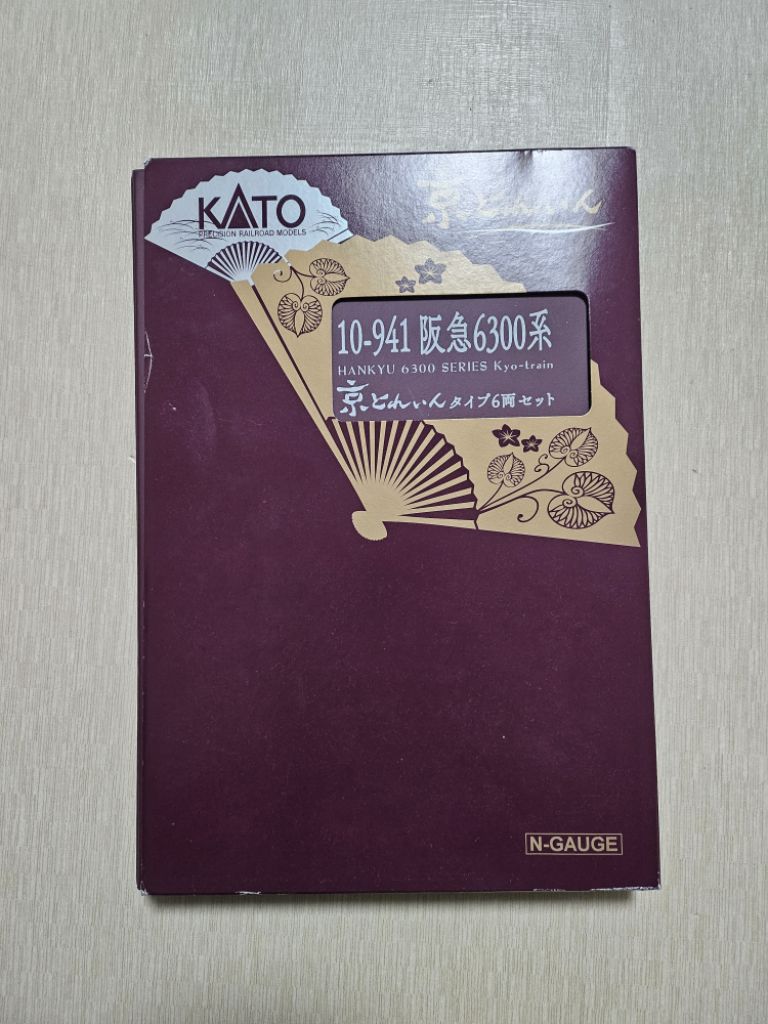 KATO
PRECISION RAILROAD MODELS
京とれいん
10-941 阪急6300系
HANKYU 6300 SERIES Kyo-train
京とれいんタイプ6両セット
N-GAUGE